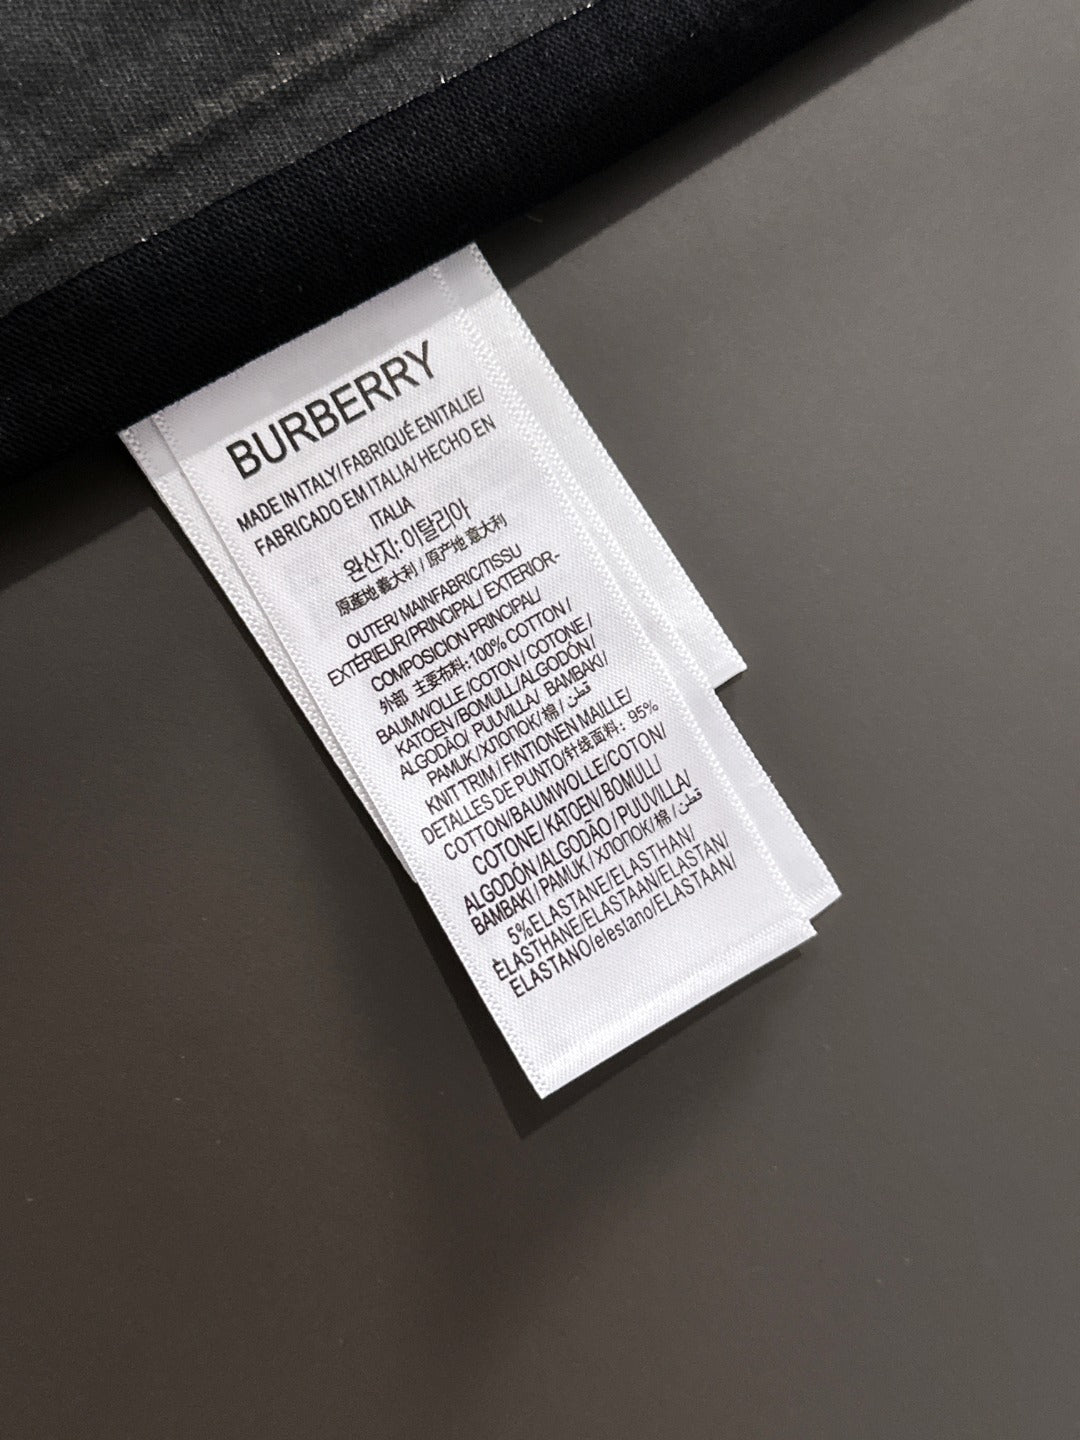 BURBERRY
MADE IN ITALY/ FABRIQUÉ ENITALIE/
FABRICADO EM ITALIA/ HECHO EN
ITALIA
완산지: 이탈리아
原產地 義大利 / 原产地 意大利
OUTER/ MAINFABRIC/TISSU
EXTÉRIEUR/PRINCIPAL/ EXTERIOR-
COMPOSICION PRINCIPAL/
外部 主要布料: 100% COTTON /
BAUMWOLLE /COTON / COTONE /
KATOEN /BOMULL/ALGODÓN/
ALGODÃO/ PUUVILLA/ BAMBAKI/
PAMUK / ХЛОПОК/ 棉 / قطن
KNIT TRIM / FINTIONEN MAILLE/
DETALLES DE PUNTO/针线面料: 95%
COTTON/BAUMWOLLE/COTON/
COTONE/ KATOEN/ BOMULL/
ALGODÓN /ALGODÃO / PUUVILLA/
BAMBAKI / PAMUK / ХЛОПОК/ 棉/ قطن
5%ELASTANE/ELASTHAN/
ÈLASTHANE/ELASTAAN/ELASTAN/
ELASTANO/elestano/ELASTAAN/